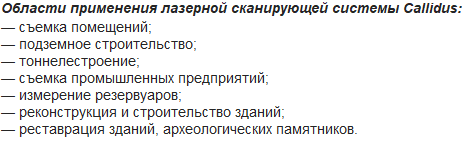 Области применения лазерной сканирующей системы Callidus:
— съемка помещений;
— подземное строительство;
— тоннелестроение;
— съемка промышленных предприятий;
— измерение резервуаров;
— реконструкция и строительство зданий;
— реставрация зданий, археологических памятников.